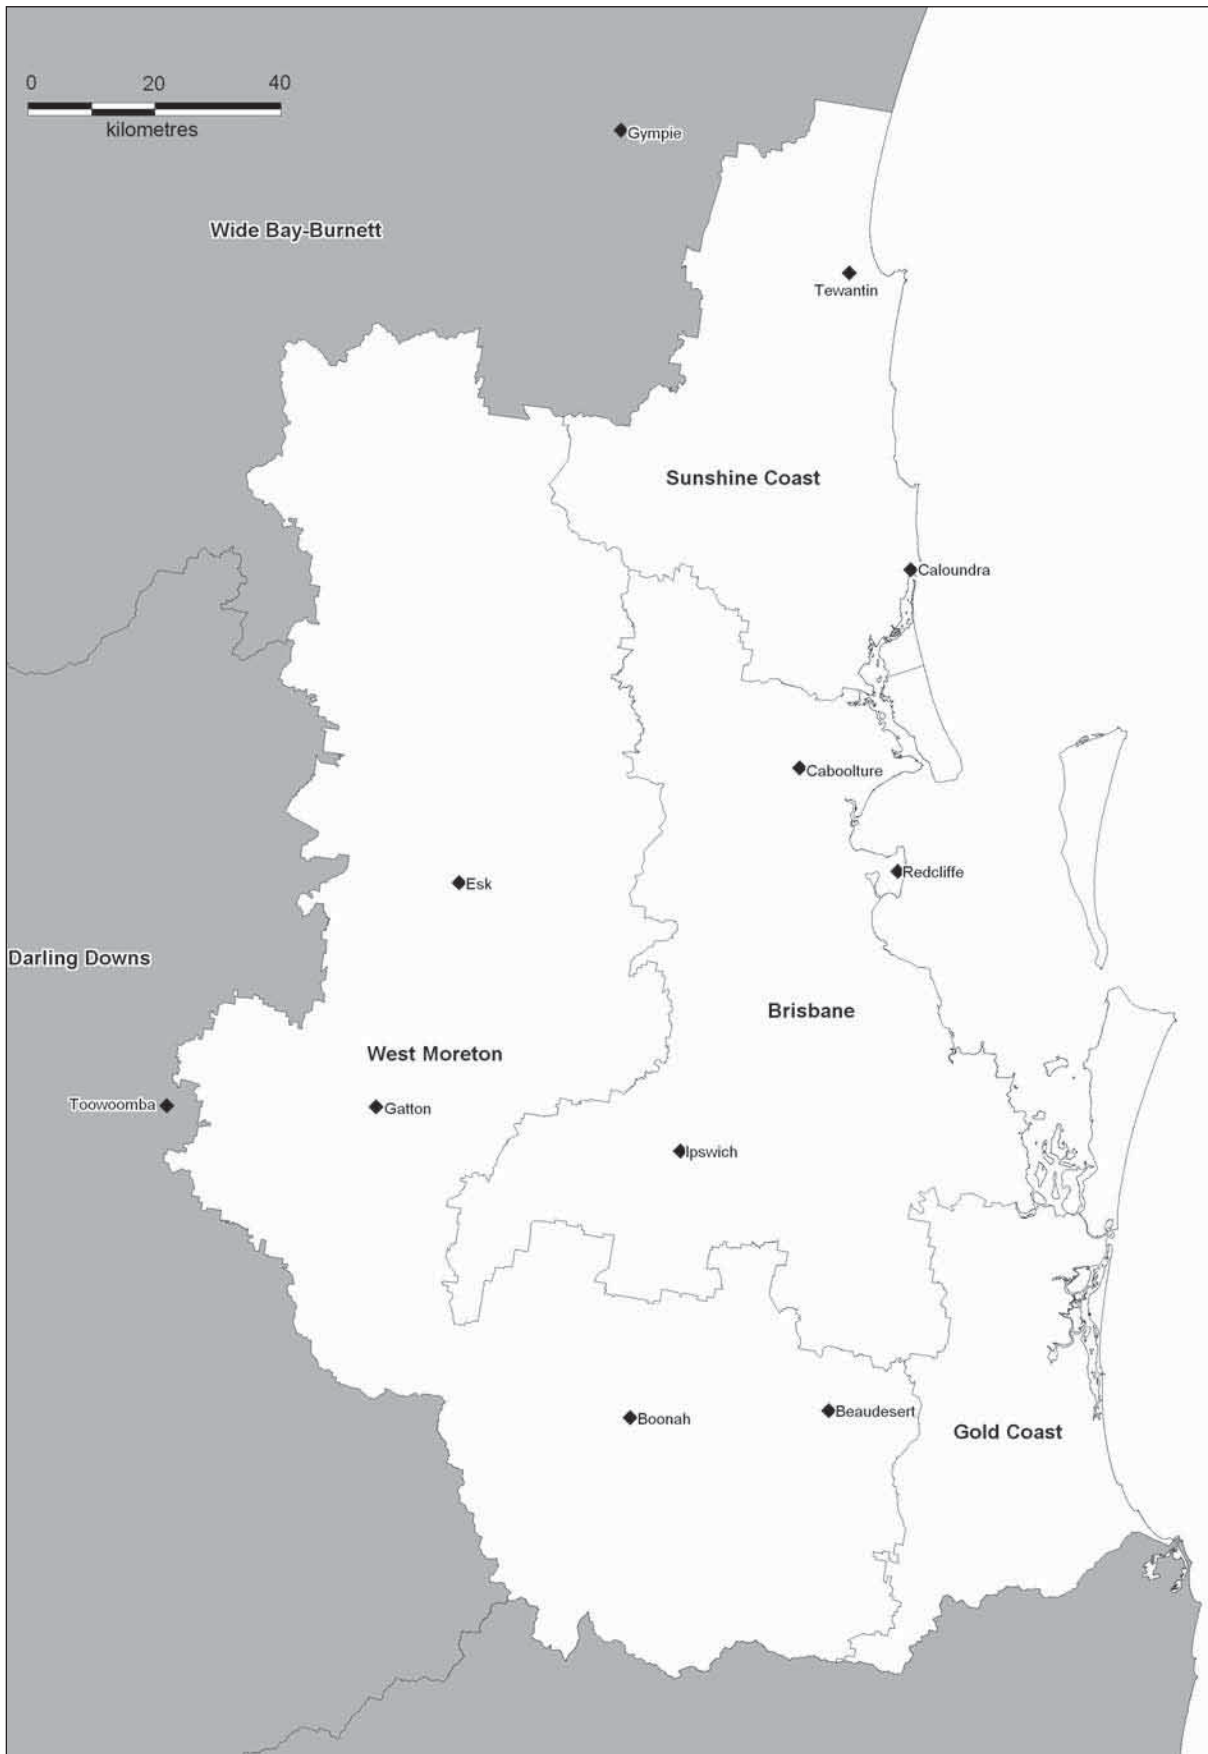 0 20 40
kilometres
Gympie
Wide Bay-Burnett
Tewantin
Sunshine Coast
Caloundra
Caboolture
Redcliffe
Esk
Darling Downs
Brisbane
West Moreton
Toowoomba
Gatton
Ipswich
Beaudesert
Boonah
Gold Coast